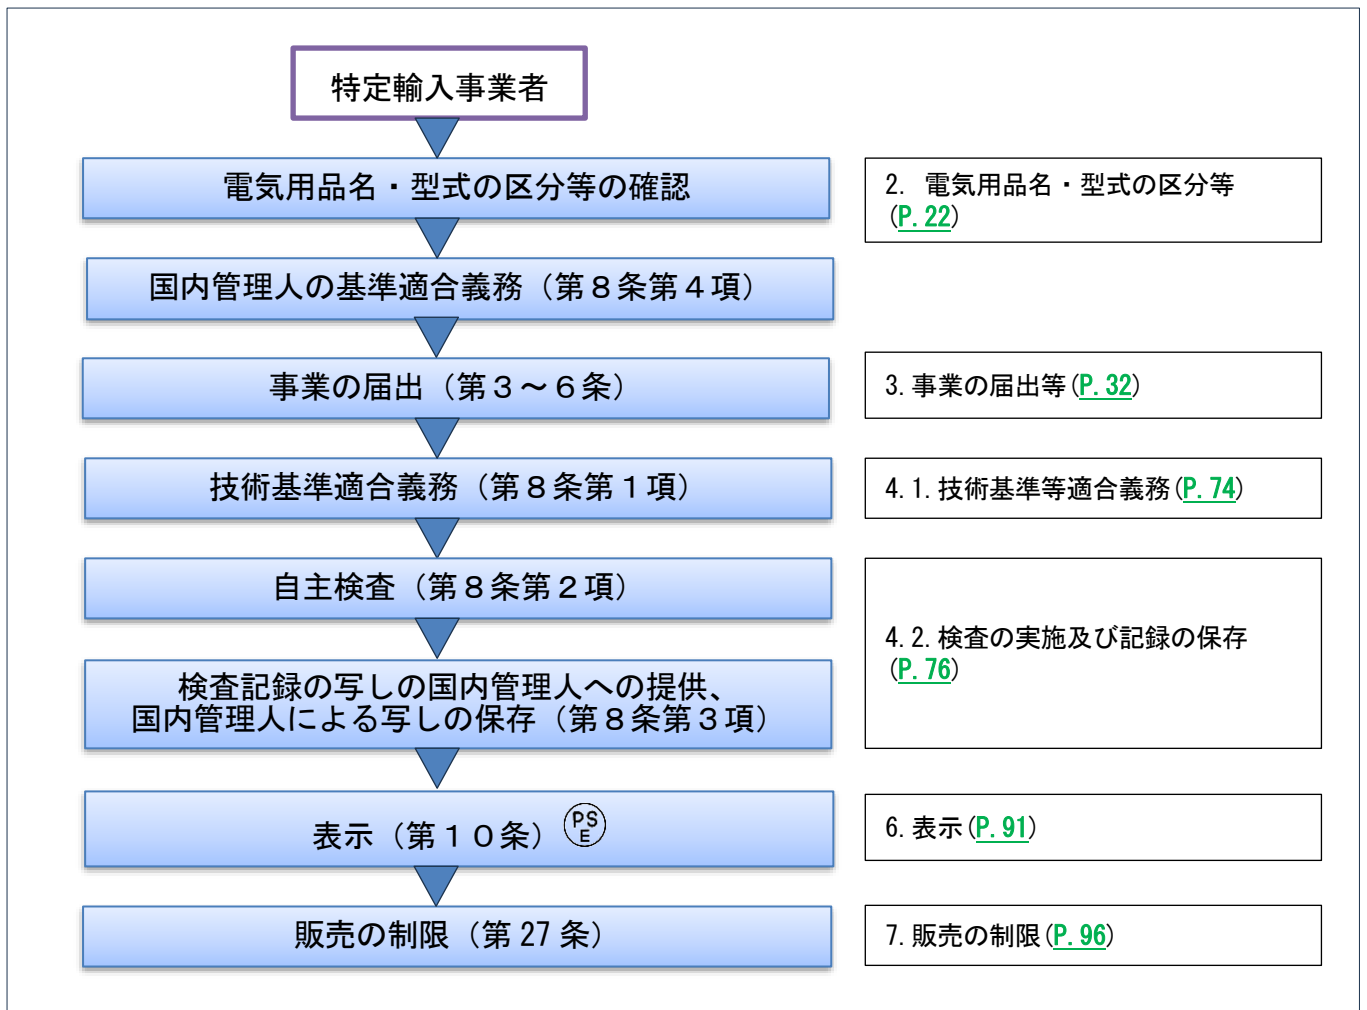 特定輸入事業者
電気用品名・型式の区分等の確認
2. 電気用品名・型式の区分等
(P.22)
国内管理人の基準適合義務（第８条第４項）
事業の届出（第３～６条）
3.事業の届出等(P.32)
技術基準適合義務（第８条第１項）
4.1.技術基準等適合義務(P.74)
自主検査（第８条第２項）
4.2.検査の実施及び記録の保存
(P.76)
検査記録の写しの国内管理人への提供、
国内管理人による写しの保存（第８条第３項）
表示（第１０条）
PS
E
6.表示(P.91)
販売の制限（第27条）
7.販売の制限(P.96)